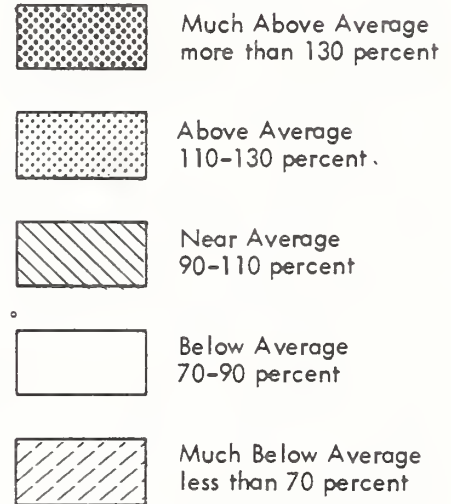 Much Above Average
more than 130 percent
Above Average
110-130 percent.
Near Average
90-110 percent
Below Average
70-90 percent
Much Below Average
less than 70 percent